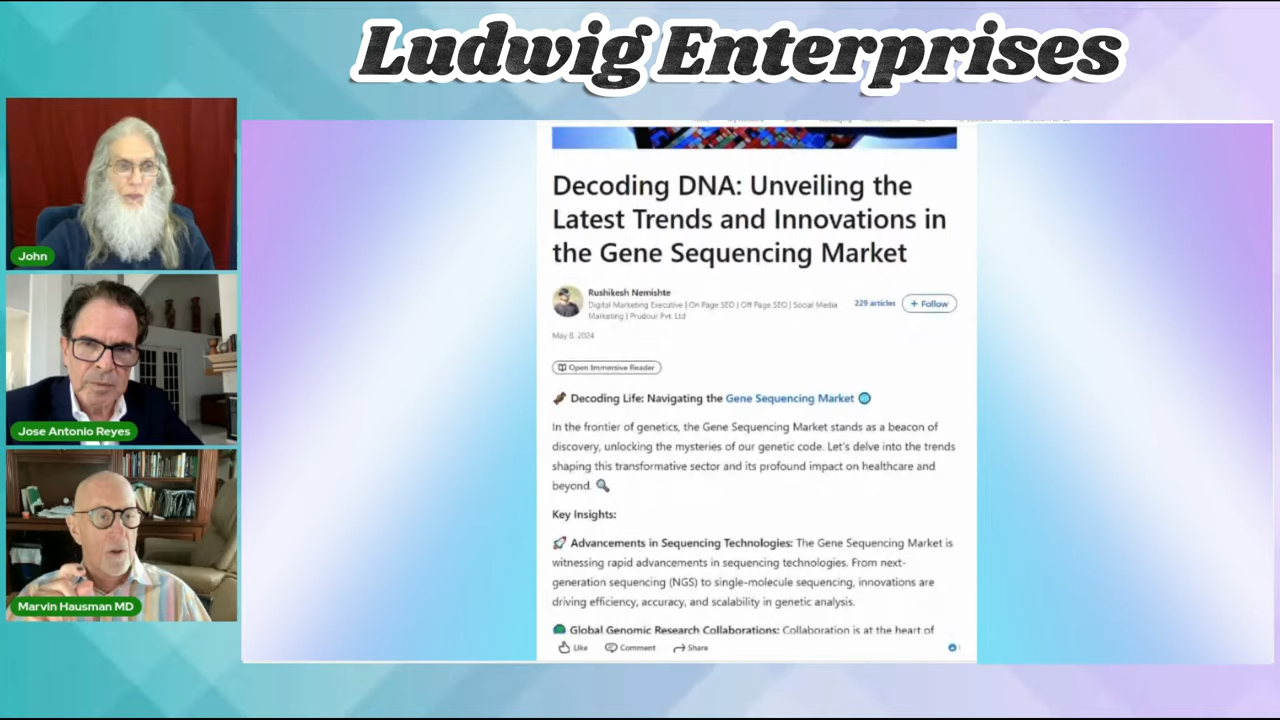 Ludwig Enterprises
John
Jose Antonio Reyes
Marvin Hausman MD
Decoding DNA: Unveiling the
Latest Trends and Innovations in
the Gene Sequencing Market
Rushikesh Nemishte
Digital Marketing Executive | On Page SEO | Off Page SEO | Social Media
Marketing | Prudour Pvt. Ltd
229 articles
+ Follow
May 8, 2024
Open Immersive Reader
Decoding Life: Navigating the Gene Sequencing Market
In the frontier of genetics, the Gene Sequencing Market stands as a beacon of
discovery, unlocking the mysteries of our genetic code. Let's delve into the trends
shaping this transformative sector and its profound impact on healthcare and
beyond.
Key Insights:
Advancements in Sequencing Technologies: The Gene Sequencing Market is
witnessing rapid advancements in sequencing technologies. From next-
generation sequencing (NGS) to single-molecule sequencing, innovations are
driving efficiency, accuracy, and scalability in genetic analysis.
Global Genomic Research Collaborations: Collaboration is at the heart of
Like Comment Share 1